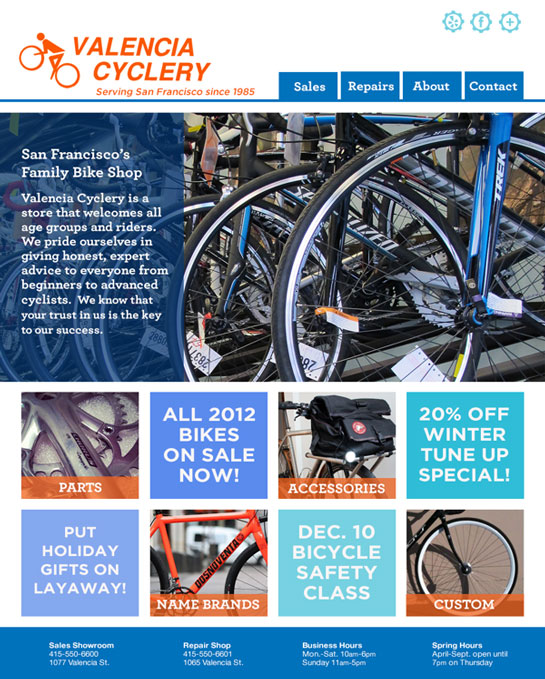 VALENCIA
CYCLERY
Serving San Francisco since 1985
Sales
Repairs
About
Contact
San Francisco's
Family Bike Shop
Valencia Cyclery is a
store that welcomes all
age groups and riders.
We pride ourselves in
giving honest, expert
advice to everyone from
beginners to advanced
cyclists. We know that
your trust in us is the key
to our success.
TREK
PARTS
ALL 2012
BIKES
ON SALE
NOW!
ACCESSORIES
20% OFF
WINTER
TUNE UP
SPECIAL!
PUT
HOLIDAY
GIFTS ON
LAYAWAY!
NAME BRANDS
DEC. 10
BICYCLE
SAFETY
CLASS
CUSTOM
Sales Showroom
415-550-6600
1077 Valencia St.
Repair Shop
415-550-6601
1065 Valencia St.
Business Hours
Mon.-Sat. 10am-6pm
Sunday 11am-5pm
Spring Hours
April-Sept. open until
7pm on Thursday